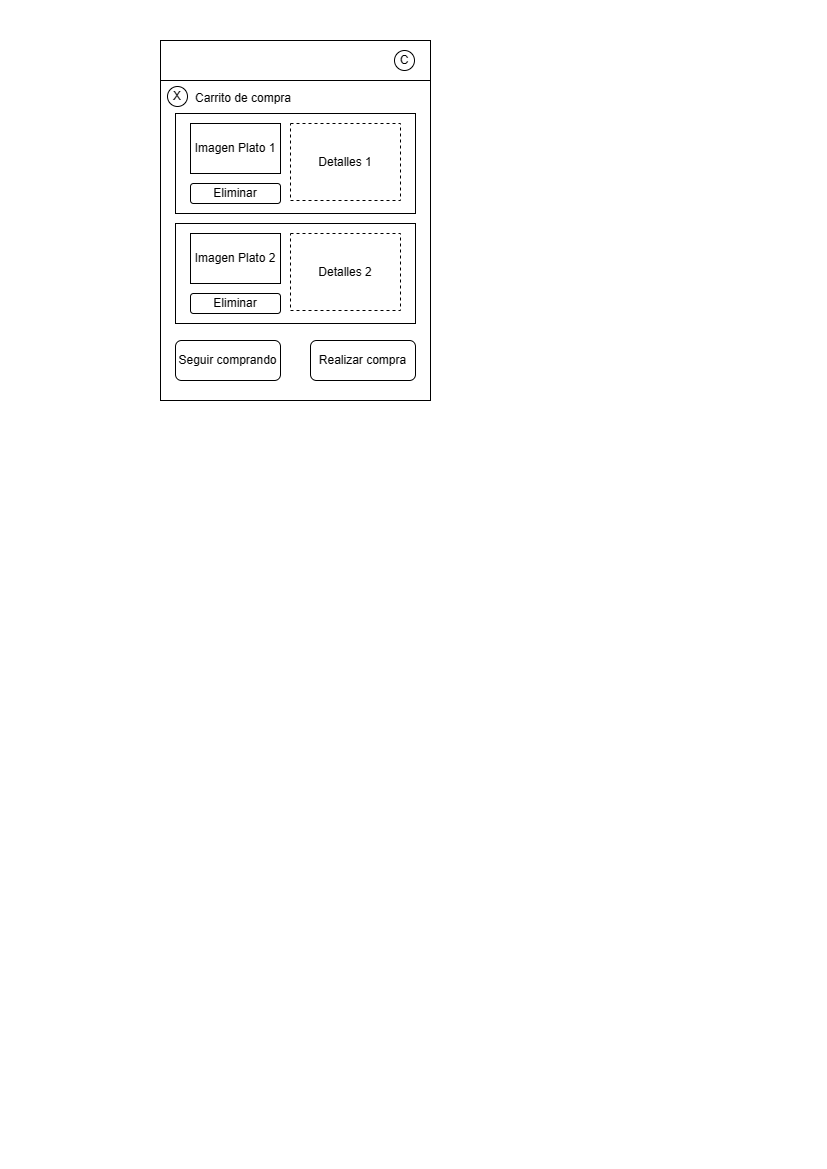 C
X
Carrito de compra
Imagen Plato 1
Detalles 1
Eliminar
Imagen Plato 2
Detalles 2
Eliminar
Seguir comprando
Realizar compra